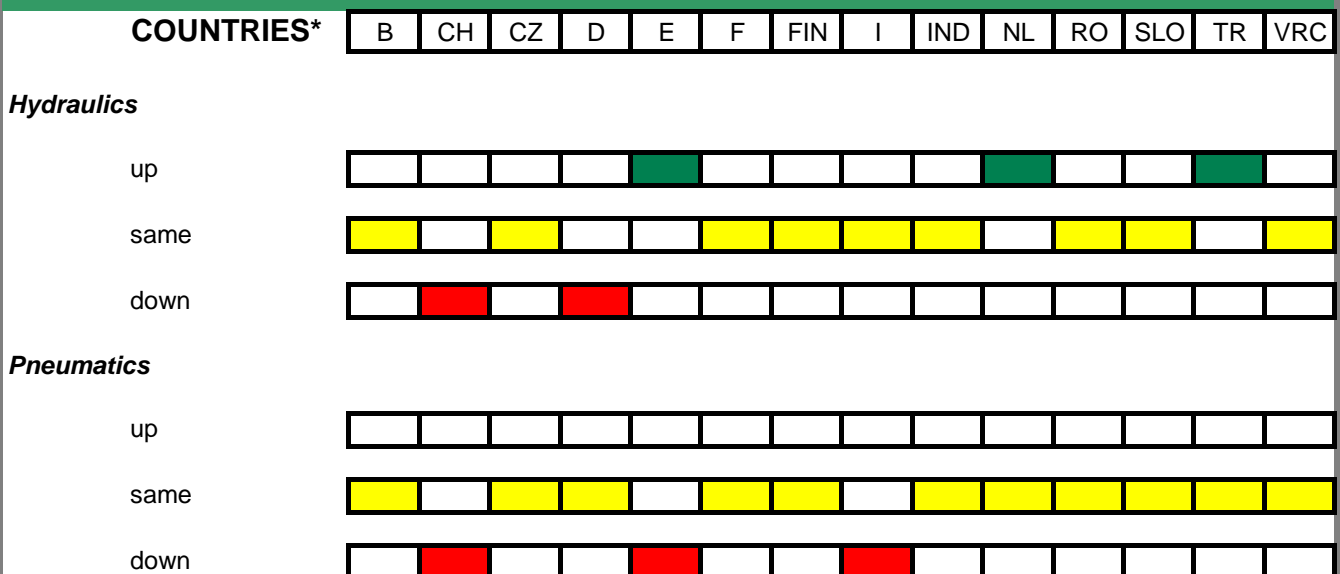 COUNTRIES* B CH CZ D E F FIN I IND NL RO SLO TR VRC
Hydraulics
up
same
down
Pneumatics
up
same
down